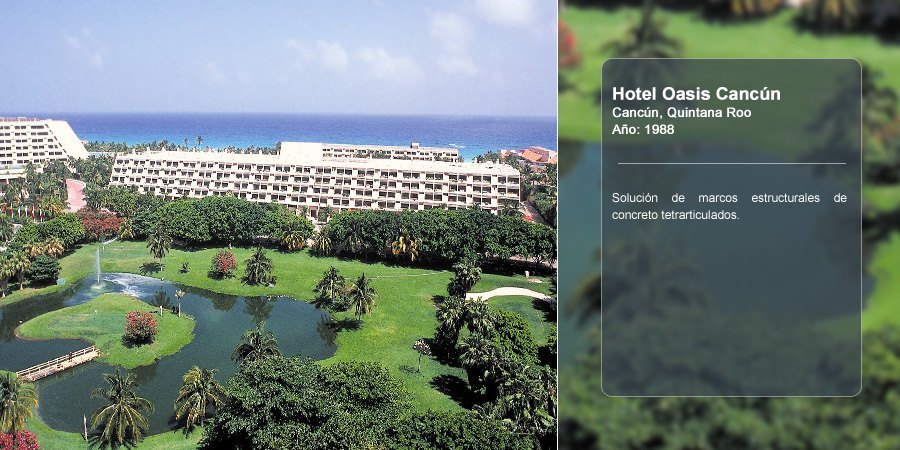 Hotel Oasis Cancún
Cancún, Quintana Roo
Año: 1988
Solución de marcos estructurales de
concreto tetrarticulados.